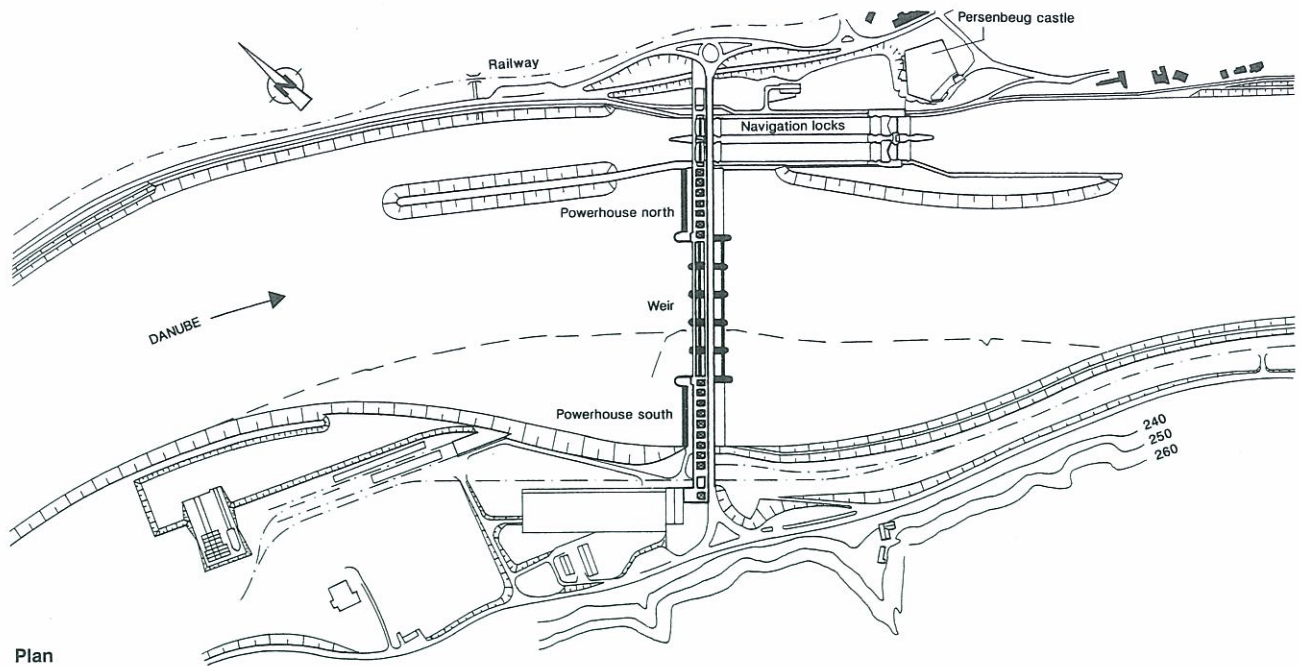 Persenbeug castle
Railway
N
Navigation locks
Powerhouse north
Weir
DANUBE
Powerhouse south
240
250
260
Plan